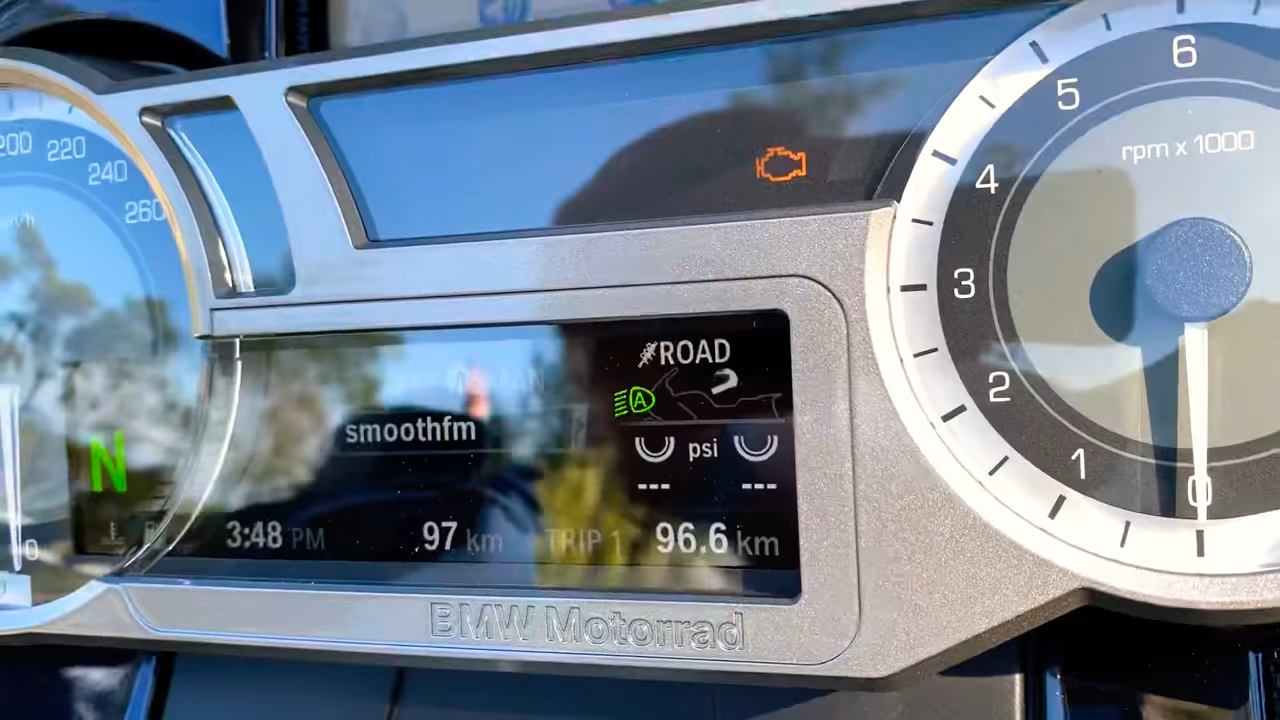 200
220
240
260
0
N
smoothfm
ROAD
A
psi
--- ---
3:48 PM 97 km TRIP 1 96.6 km
BMW Motorrad
6
5
4
3
2
1
0
rpm x 1000